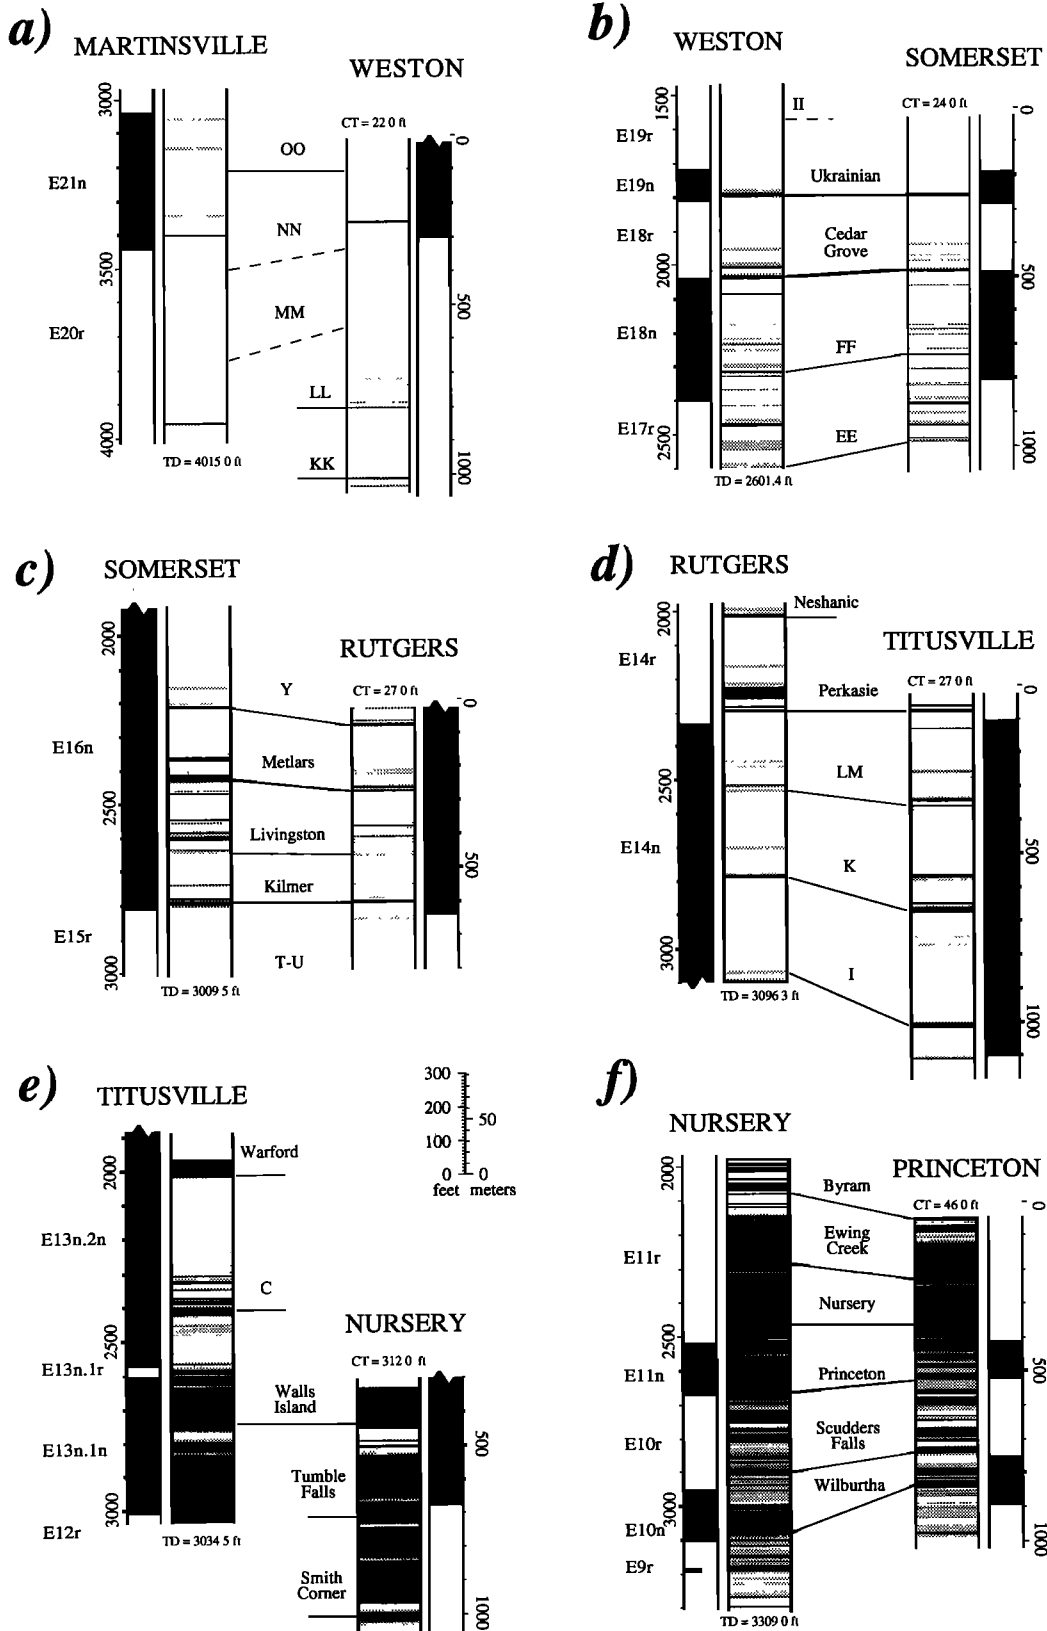 a)
MARTINSVILLE
WESTON
CT = 22 0 ft
3000
3500
4000
E21n
E20r
OO
NN
MM
LL
KK
0
500
1000
TD = 4015 0 ft
b)
WESTON
SOMERSET
CT = 24 0 ft
1500
2000
2500
E19r
E19n
E18r
E18n
E17r
II
Ukrainian
Cedar
Grove
FF
EE
0
500
1000
TD = 2601.4 ft
c)
SOMERSET
RUTGERS
CT = 27 0 ft
2000
2500
3000
E16n
E15r
Y
Metlars
Livingston
Kilmer
T-U
0
500
TD = 3009 5 ft
d)
RUTGERS
TITUSVILLE
CT = 27 0 ft
2000
2500
3000
E14r
E14n
Neshanic
Perkasie
LM
K
I
0
500
1000
TD = 3096 3 ft
e)
TITUSVILLE
NURSERY
CT = 312 0 ft
2000
2500
3000
E13n.2n
E13n.1r
E13n.1n
E12r
Warford
C
Walls
Island
Tumble
Falls
Smith
Corner
500
1000
TD = 3034 5 ft
300
200
100
0
50
0
feet meters
f)
NURSERY
PRINCETON
CT = 46 0 ft
2000
2500
3000
E11r
E11n
E10r
E10n
E9r
Byram
Ewing
Creek
Nursery
Princeton
Scudders
Falls
Wilburtha
0
500
1000
TD = 3309 0 ft